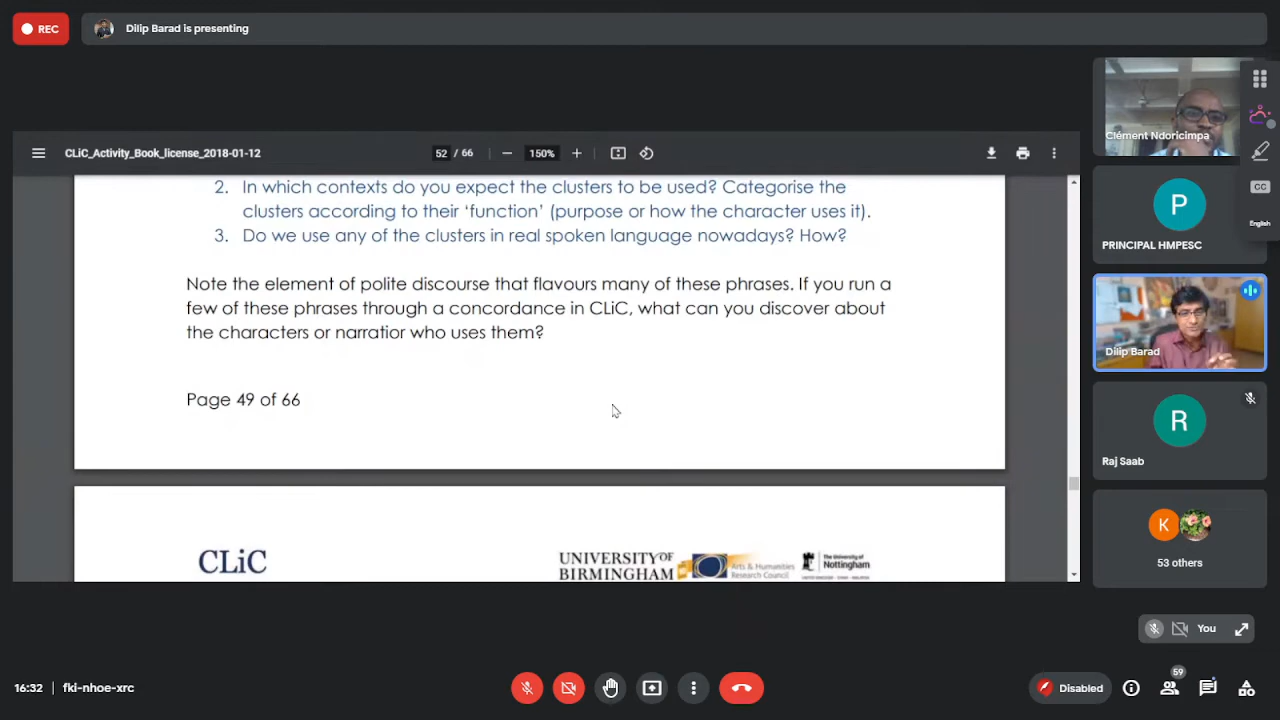 REC
Dilip Barad is presenting
CLiC_Activity_Book_license_2018-01-12
52 / 66
150%
2. In which contexts do you expect the clusters to be used? Categorise the
clusters according to their ‘function’ (purpose or how the character uses it).
3. Do we use any of the clusters in real spoken language nowadays? How?
Note the element of polite discourse that flavours many of these phrases. If you run a
few of these phrases through a concordance in CLiC, what can you discover about
the characters or narratior who uses them?
Page 49 of 66
CLiC
UNIVERSITY OF
BIRMINGHAM
Arts & Humanities
Research Council
The University of
Nottingham
Clément Ndoricimpa
CC
English
P
PRINCIPAL HMPESC
Dilip Barad
R
Raj Saab
K
53 others
You
16:32
fki-nhoe-xrc
Disabled
59